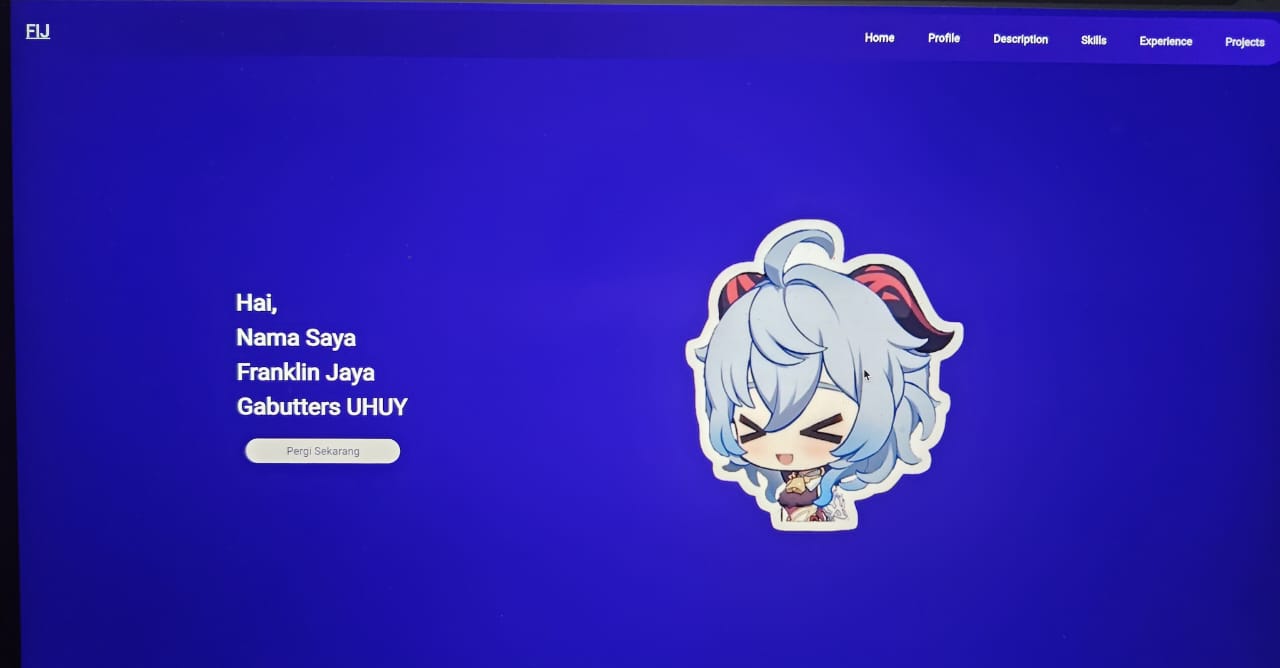 FIJ
Home Profile Description Skills Experience Projects
Hai,
Nama Saya
Franklin Jaya
Gabutters UHUY
Pergi Sekarang